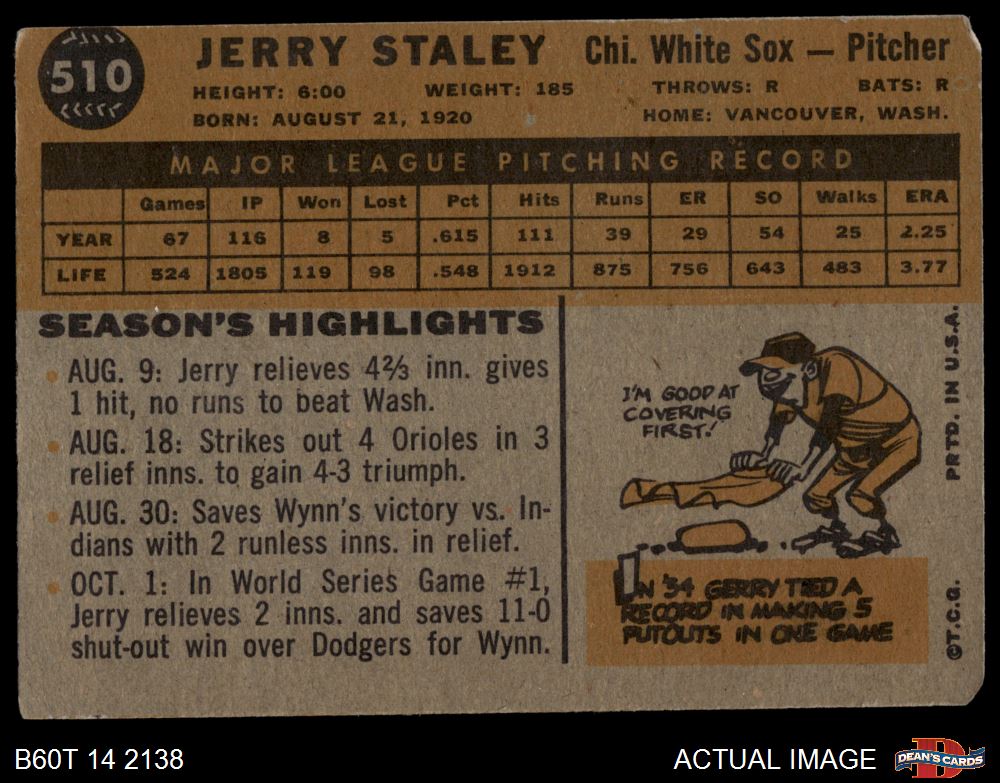 510
JERRY STALEY Chi. White Sox — Pitcher
HEIGHT: 6:00 WEIGHT: 185 THROWS: R BATS: R
BORN: AUGUST 21, 1920 HOME: VANCOUVER, WASH.
MAJOR LEAGUE PITCHING RECORD
Games IP Won Lost Pct Hits Runs ER SO Walks ERA
YEAR 67 116 8 5 .615 111 39 29 54 25 2.25
LIFE 524 1805 119 98 .548 1912 875 756 643 483 3.77
SEASON'S HIGHLIGHTS
• AUG. 9: Jerry relieves 4⅔ inn. gives
1 hit, no runs to beat Wash.
• AUG. 18: Strikes out 4 Orioles in 3
relief inns. to gain 4-3 triumph.
• AUG. 30: Saves Wynn's victory vs. In-
dians with 2 runless inns. in relief.
• OCT. 1: In World Series Game #1,
Jerry relieves 2 inns. and saves 11-0
shut-out win over Dodgers for Wynn.
I'M GOOD AT
COVERING
FIRST!
IN '54 GERRY TIED A
RECORD IN MAKING 5
PUTOUTS IN ONE GAME
©T.C.G. PRTD. IN U.S.A.
B60T 14 2138 ACTUAL IMAGE
DEAN'S CARDS